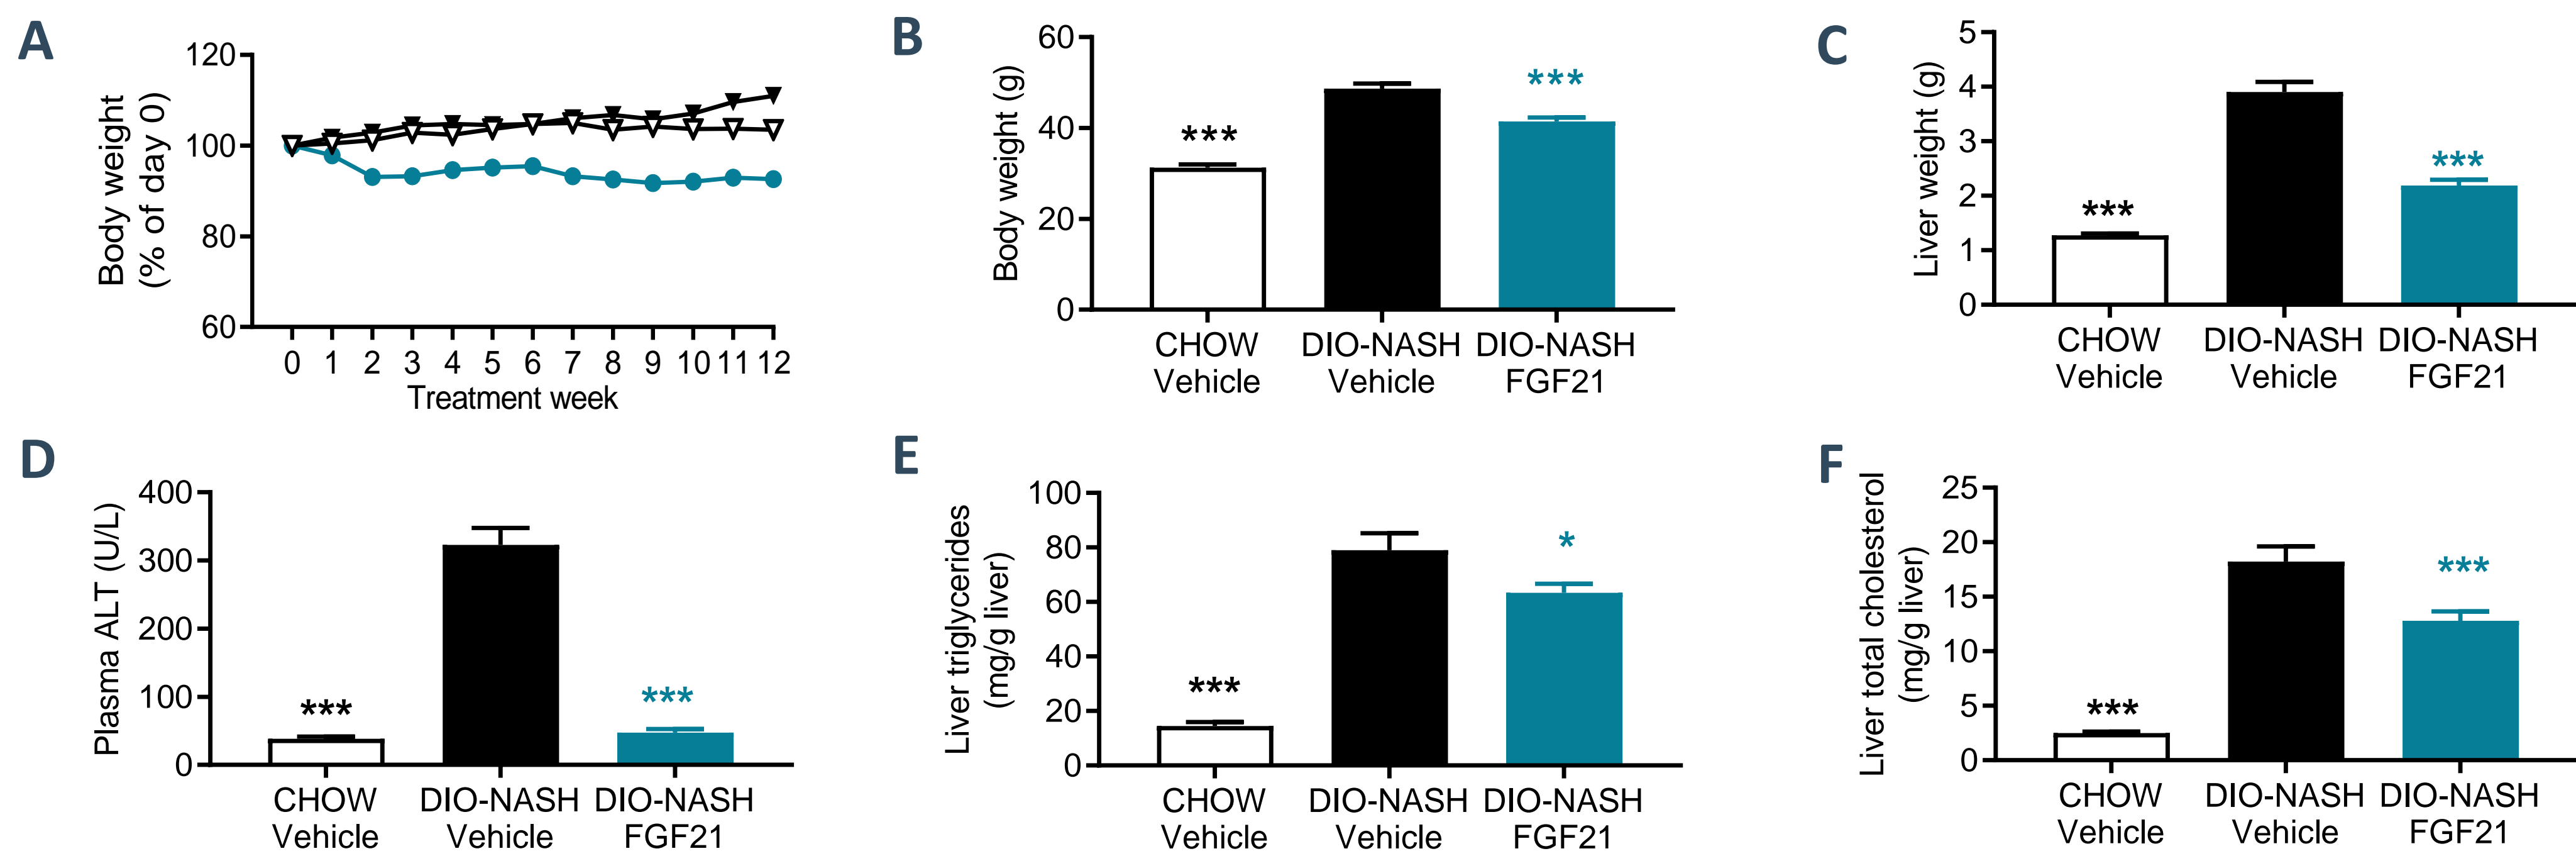 A
Body weight
(% of day 0)
120
100
80
60
0 1 2 3 4 5 6 7 8 9 10 11 12
Treatment week
B
Body weight (g)
60
40
20
0
***
***
CHOW
Vehicle
DIO-NASH
Vehicle
DIO-NASH
FGF21
C
Liver weight (g)
5
4
3
2
1
0
***
***
CHOW
Vehicle
DIO-NASH
Vehicle
DIO-NASH
FGF21
D
Plasma ALT (U/L)
400
300
200
100
0
***
***
CHOW
Vehicle
DIO-NASH
Vehicle
DIO-NASH
FGF21
E
Liver triglycerides
(mg/g liver)
100
80
60
40
20
0
***
*
CHOW
Vehicle
DIO-NASH
Vehicle
DIO-NASH
FGF21
F
Liver total cholesterol
(mg/g liver)
25
20
15
10
5
0
***
***
CHOW
Vehicle
DIO-NASH
Vehicle
DIO-NASH
FGF21